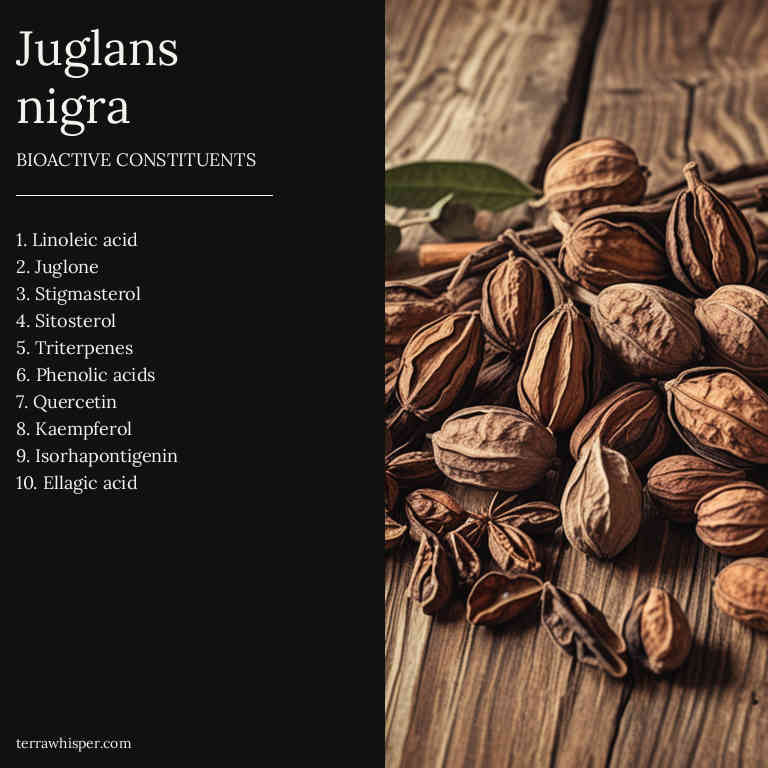 Juglans
nigra
BIOACTIVE CONSTITUENTS
1. Linoleic acid
2. Juglone
3. Stigmasterol
4. Sitosterol
5. Triterpenes
6. Phenolic acids
7. Quercetin
8. Kaempferol
9. Isorhapontigenin
10. Ellagic acid
terrawhisper.com